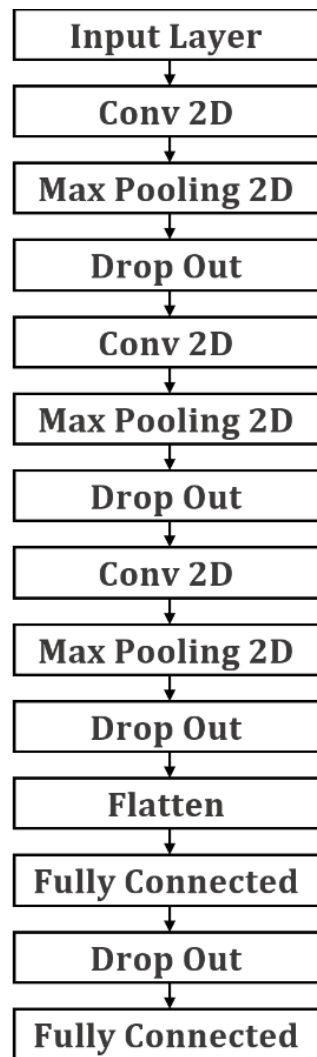 Input Layer
Conv 2D
Max Pooling 2D
Drop Out
Conv 2D
Max Pooling 2D
Drop Out
Conv 2D
Max Pooling 2D
Drop Out
Flatten
Fully Connected
Drop Out
Fully Connected